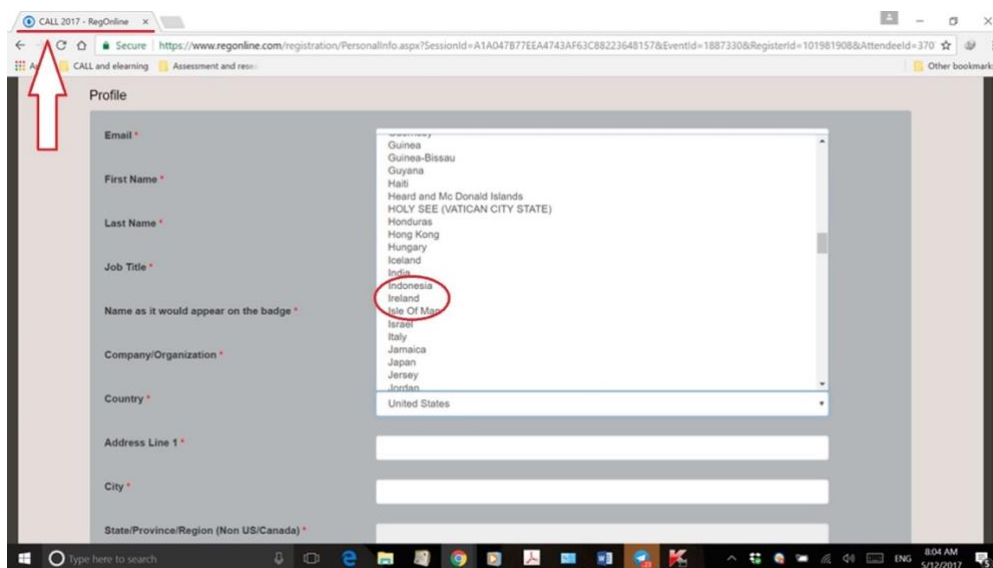 CALL 2017 - RegOnline
Secure https://www.regonline.com/registration/PersonalInfo.aspx?SessionId=A1A047B77EEA4743AF63C88223648157&EventId=1887330&RegisterId=101981908&AttendeeId=370
CALL and elearning Assessment and rese Other bookmark
Profile
Email *
Guernsey
Guinea
Guinea-Bissau
Guyana
First Name *
Haiti
Heard and Mc Donald Islands
HOLY SEE (VATICAN CITY STATE)
Last Name *
Honduras
Hong Kong
Hungary
Iceland
Job Title *
India
Indonesia
Ireland
Name as it would appear on the badge *
Isle Of Man
Israel
Italy
Jamaica
Company/Organization *
Japan
Jersey
Jordan
Country *
United States
Address Line 1 *
City *
State/Province/Region (Non US/Canada) *
Type here to search
23
ENG
8:04 AM
5/12/2017
5